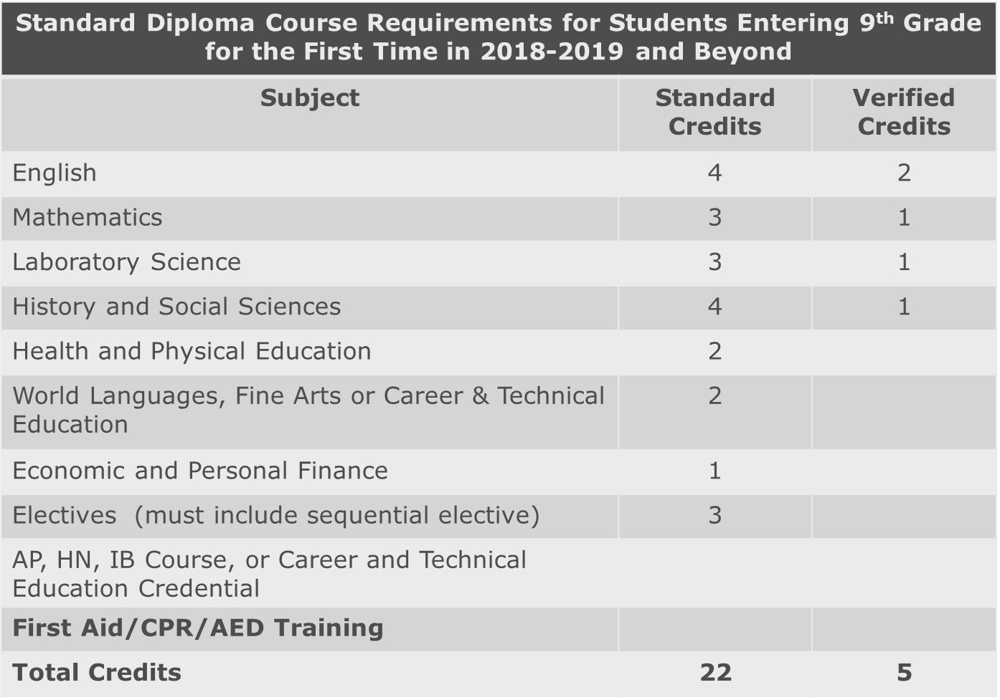 Standard Diploma Course Requirements for Students Entering 9th Grade
for the First Time in 2018-2019 and Beyond
Subject Standard Credits Verified Credits
English 4 2
Mathematics 3 1
Laboratory Science 3 1
History and Social Sciences 4 1
Health and Physical Education 2
World Languages, Fine Arts or Career & Technical 2
Education
Economic and Personal Finance 1
Electives (must include sequential elective) 3
AP, HN, IB Course, or Career and Technical
Education Credential
First Aid/CPR/AED Training
Total Credits 22 5